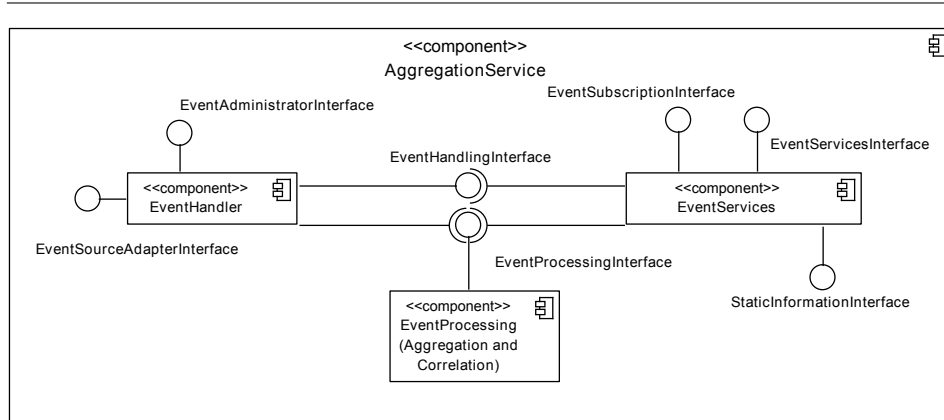 <<component>>
AggregationService
EventSubscriptionInterface
EventAdministratorInterface
EventServicesInterface
EventHandlingInterface
<<component>>
EventHandler
<<component>>
EventServices
EventSourceAdapterInterface
EventProcessingInterface
StaticInformationInterface
<<component>>
EventProcessing
(Aggregation and
Correlation)